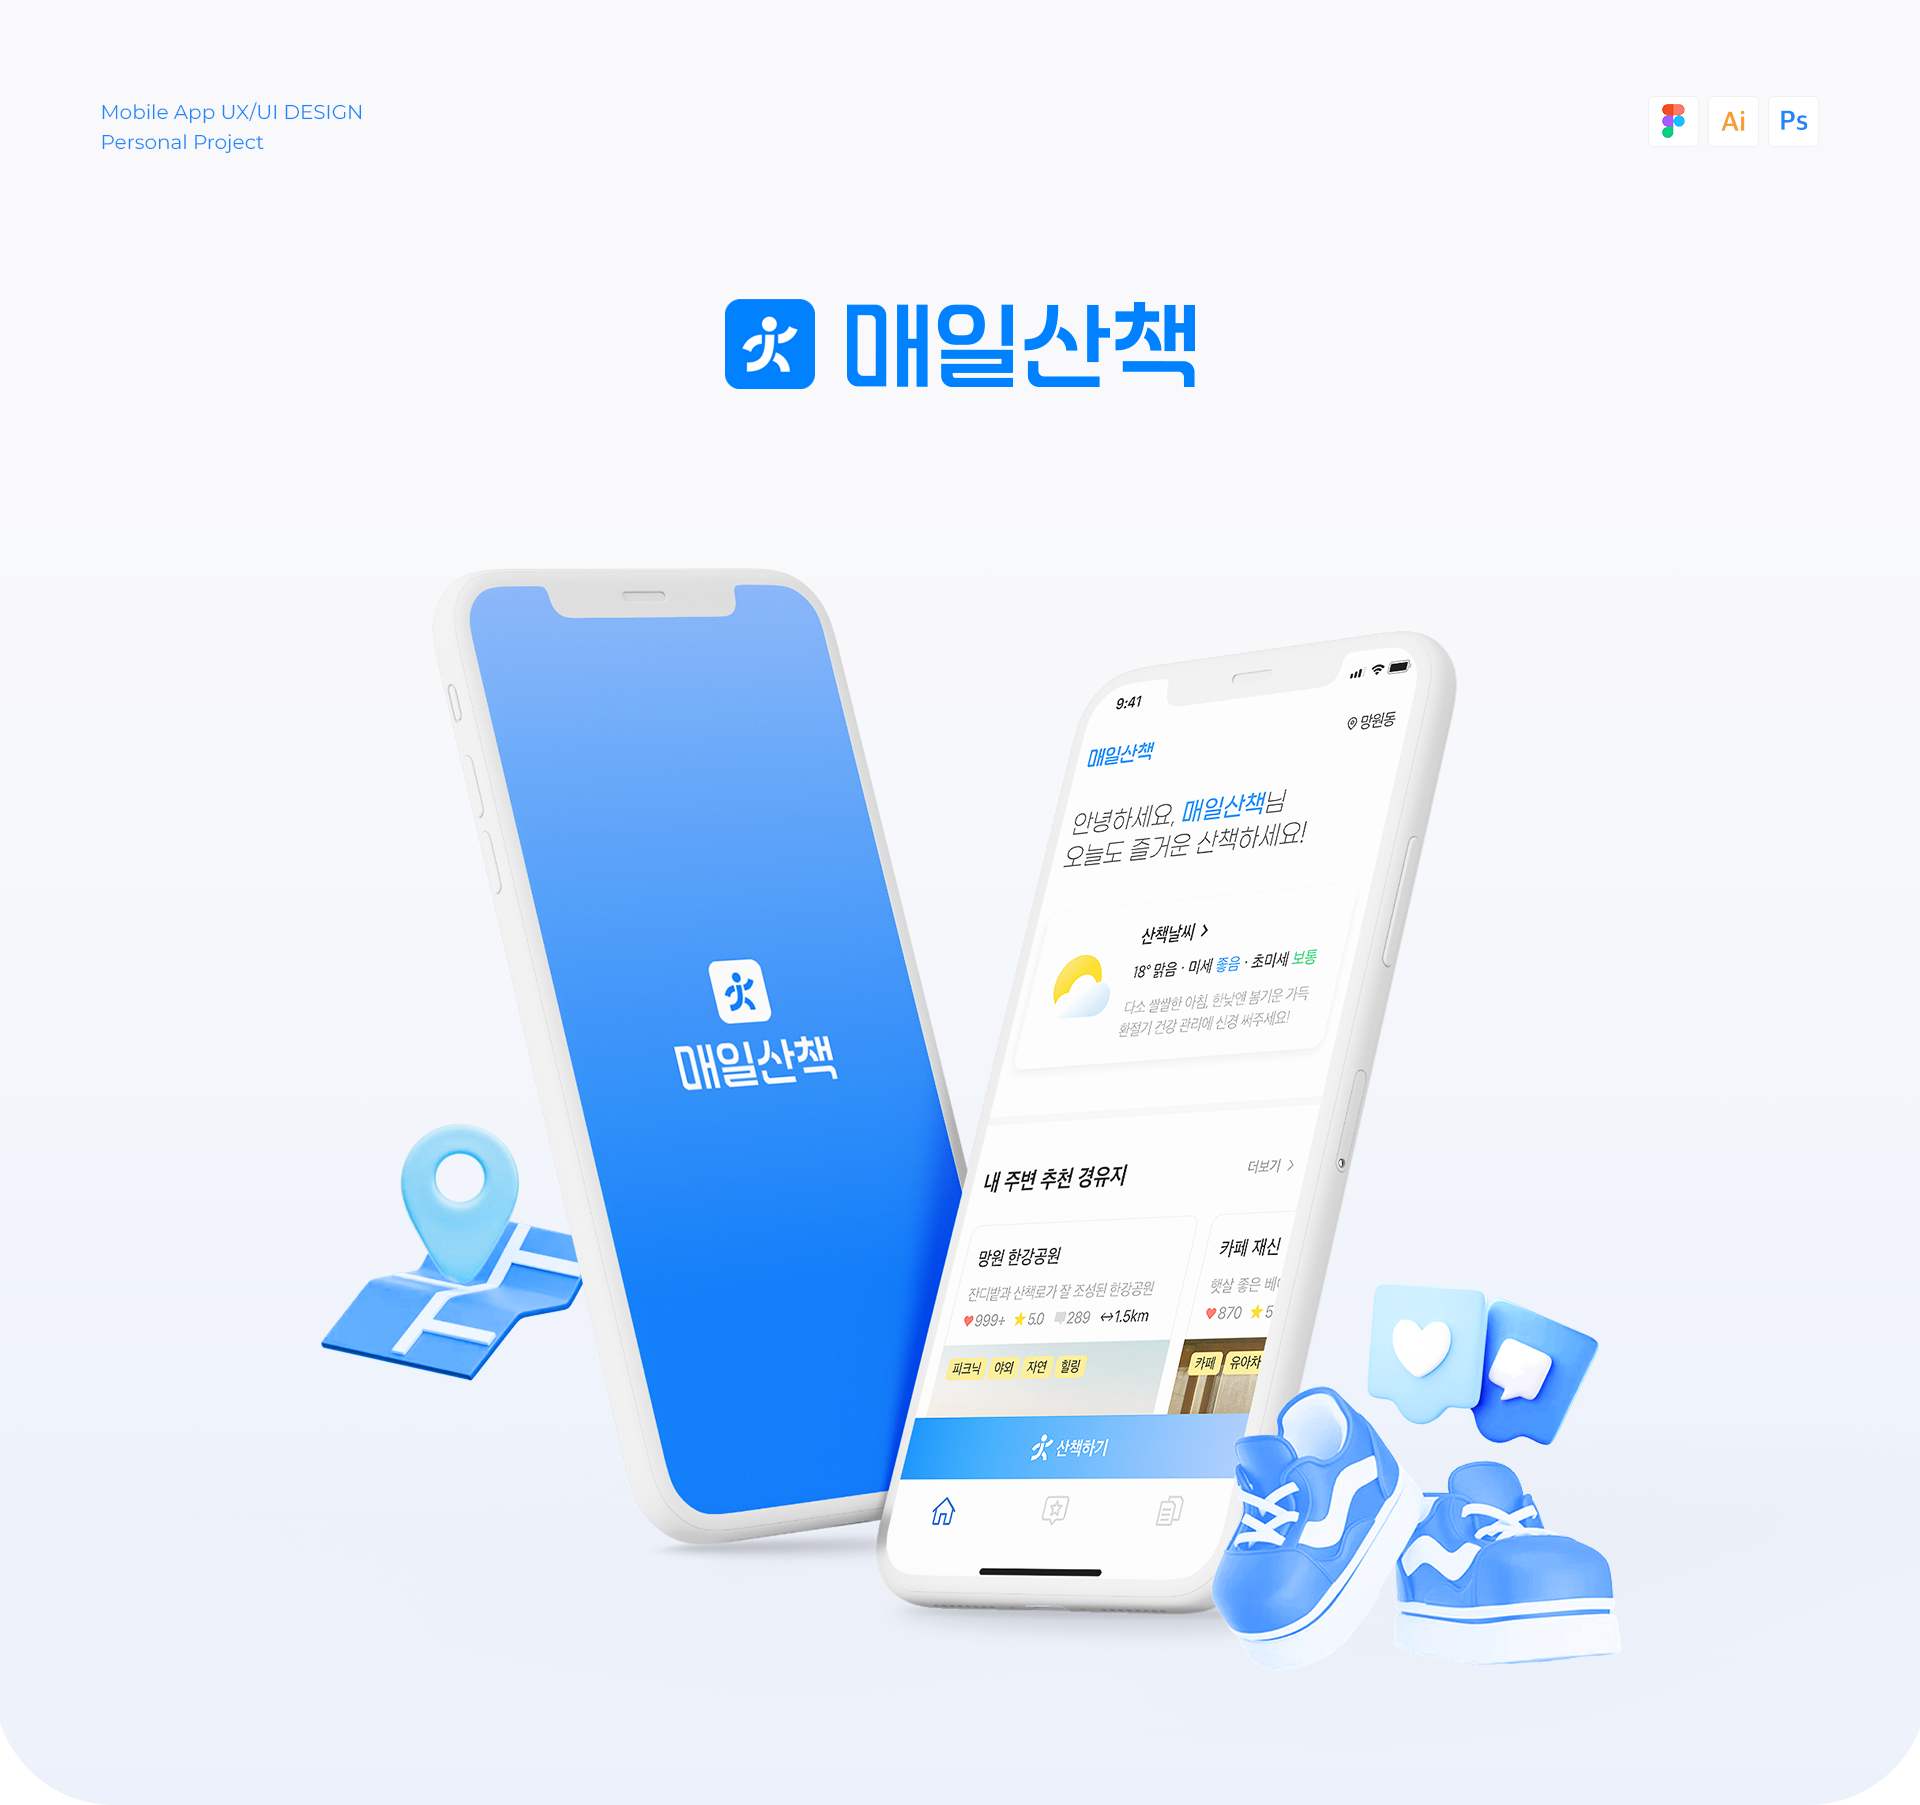 Mobile App UX/UI DESIGN
Personal Project
Ai
Ps
매일산책
매일산책
9:41
망원동
매일산책
안녕하세요, 매일산책님
오늘도 즐거운 산책하세요!
산책날씨 >
18° 맑음 · 미세 좋음 · 초미세 보통
다소 쌀쌀한 아침, 한낮엔 봄기운 가득
환절기 건강 관리에 신경 써주세요!
내 주변 추천 경유지
더보기 >
망원 한강공원
잔디밭과 산책로가 잘 조성된 한강공원
999+ 5.0 289 1.5km
피크닉 야외 자연 힐링
카페 재신
햇살 좋은
870 5
카페 유아차
산책하기